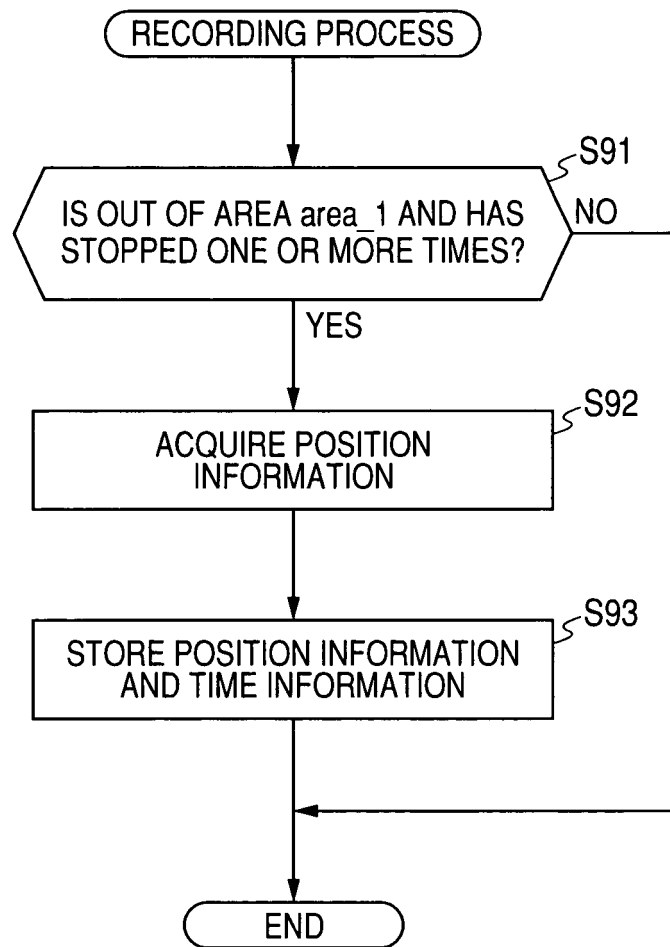 RECORDING PROCESS
S91
IS OUT OF AREA area_1 AND HAS
STOPPED ONE OR MORE TIMES?
NO
YES
S92
ACQUIRE POSITION
INFORMATION
S93
STORE POSITION INFORMATION
AND TIME INFORMATION
END